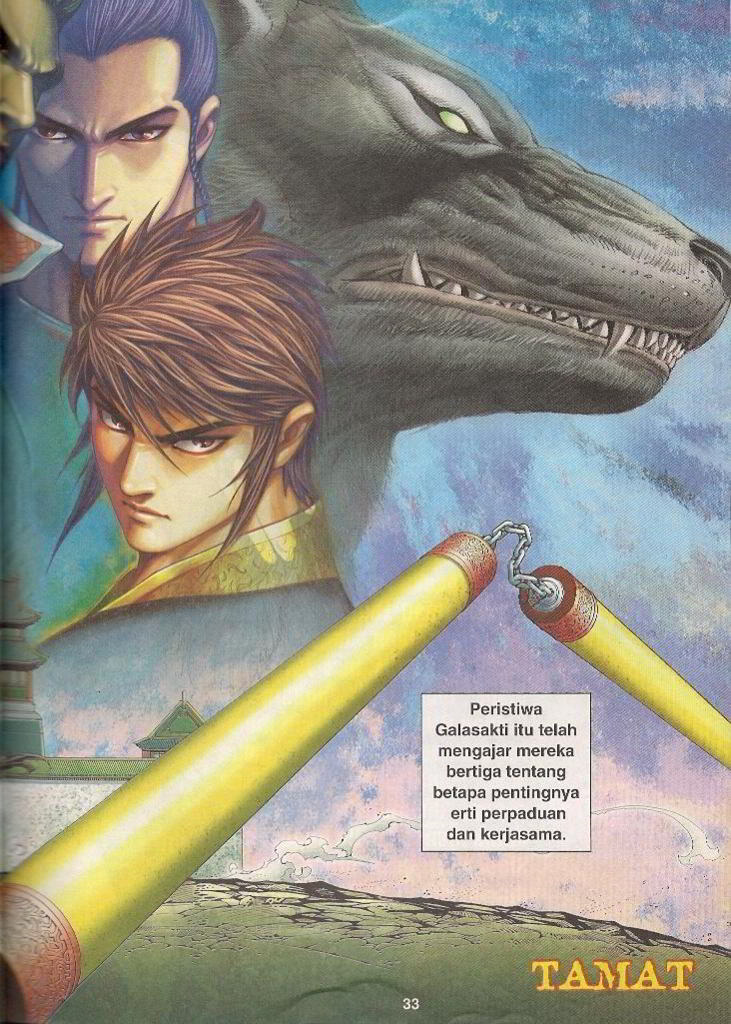 Peristiwa
Galasakti itu telah
mengajar mereka
bertiga tentang
betapa pentingnya
erti perpaduan
dan kerjasama.
TAMAT
33